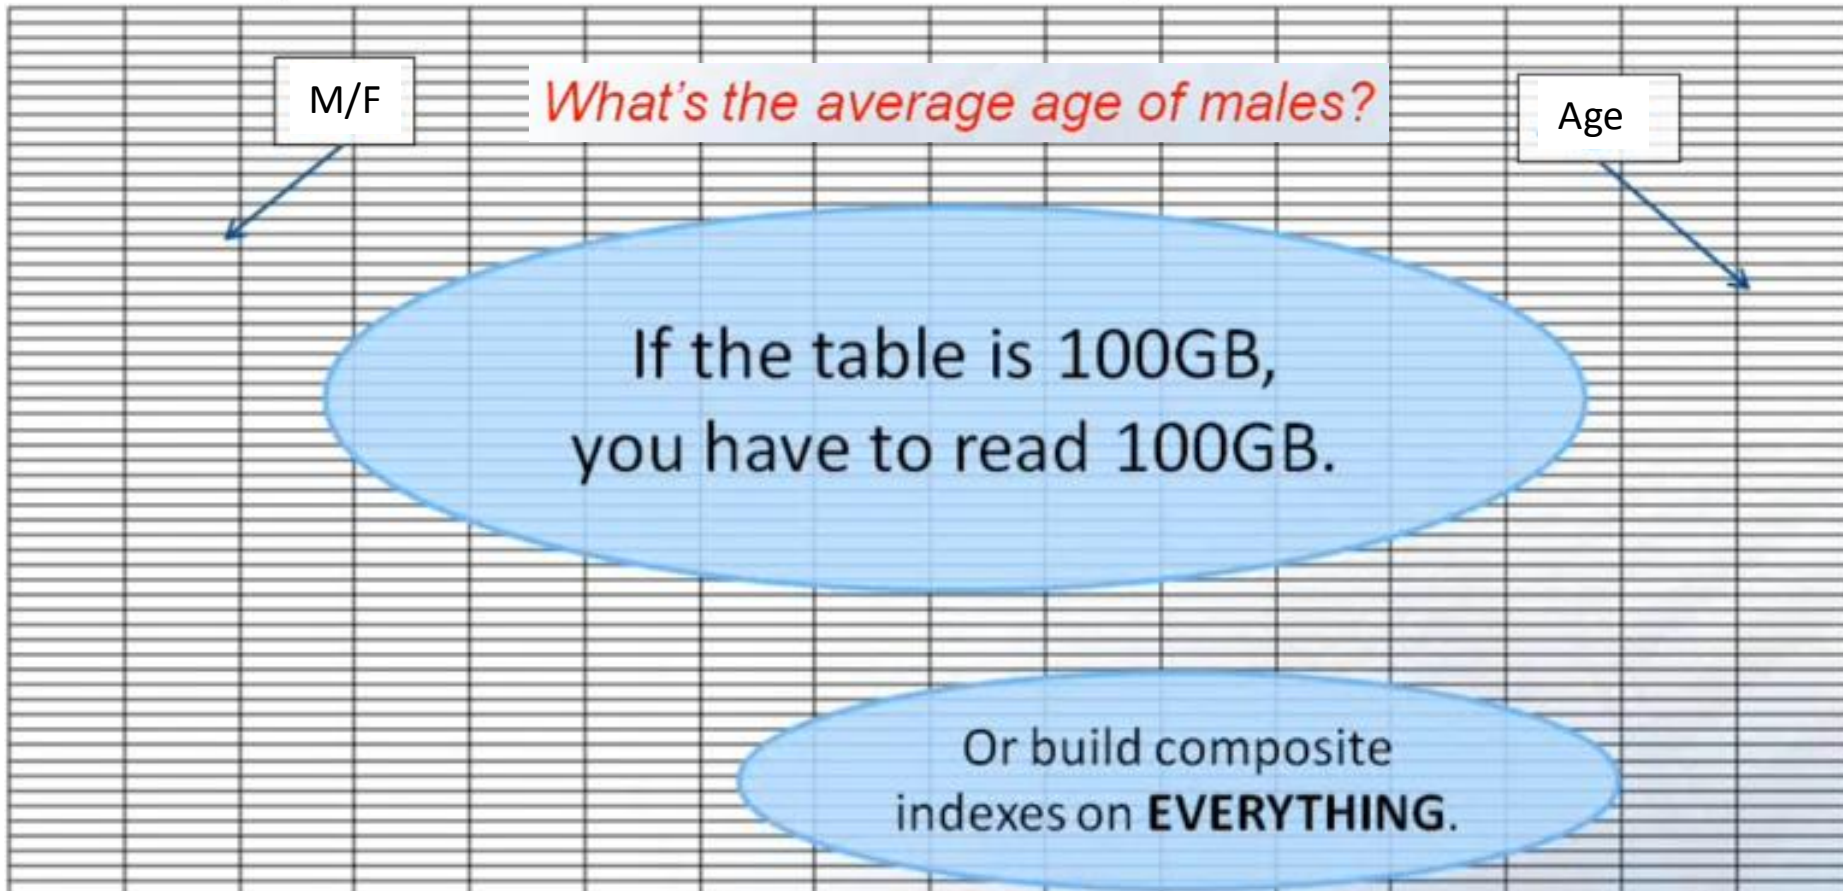 M/F
What's the average age of males?
Age
If the table is 100GB,
you have to read 100GB.
Or build composite
indexes on EVERYTHING.